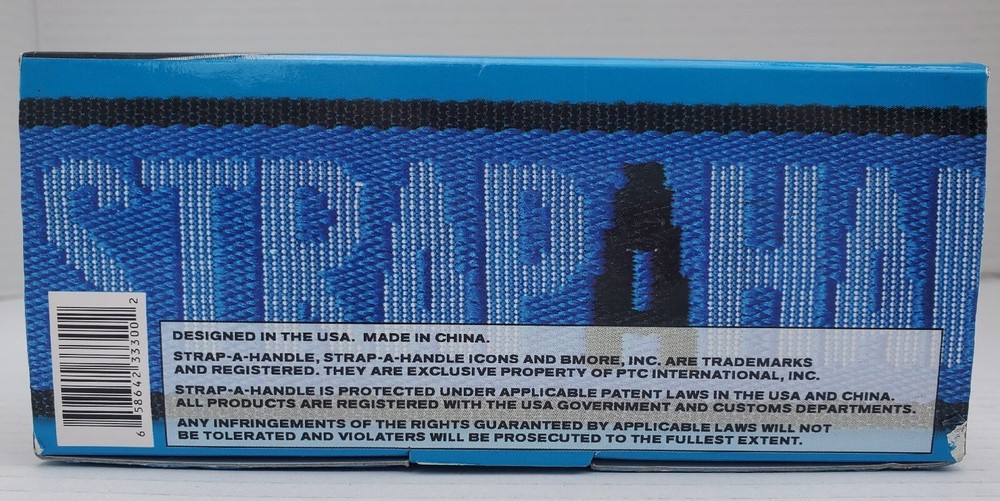 STRAPAHA
DESIGNED IN THE USA. MADE IN CHINA.
STRAP-A-HANDLE, STRAP-A-HANDLE ICONS AND BMORE, INC. ARE TRADEMARKS
AND REGISTERED. THEY ARE EXCLUSIVE PROPERTY OF PTC INTERNATIONAL, INC.
STRAP-A-HANDLE IS PROTECTED UNDER APPLICABLE PATENT LAWS IN THE USA AND CHINA.
ALL PRODUCTS ARE REGISTERED WITH THE USA GOVERNMENT AND CUSTOMS DEPARTMENTS.
ANY INFRINGEMENTS OF THE RIGHTS GUARANTEED BY APPLICABLE LAWS WILL NOT
BE TOLERATED AND VIOLATERS WILL BE PROSECUTED TO THE FULLEST EXTENT.
6 58642 33300 2